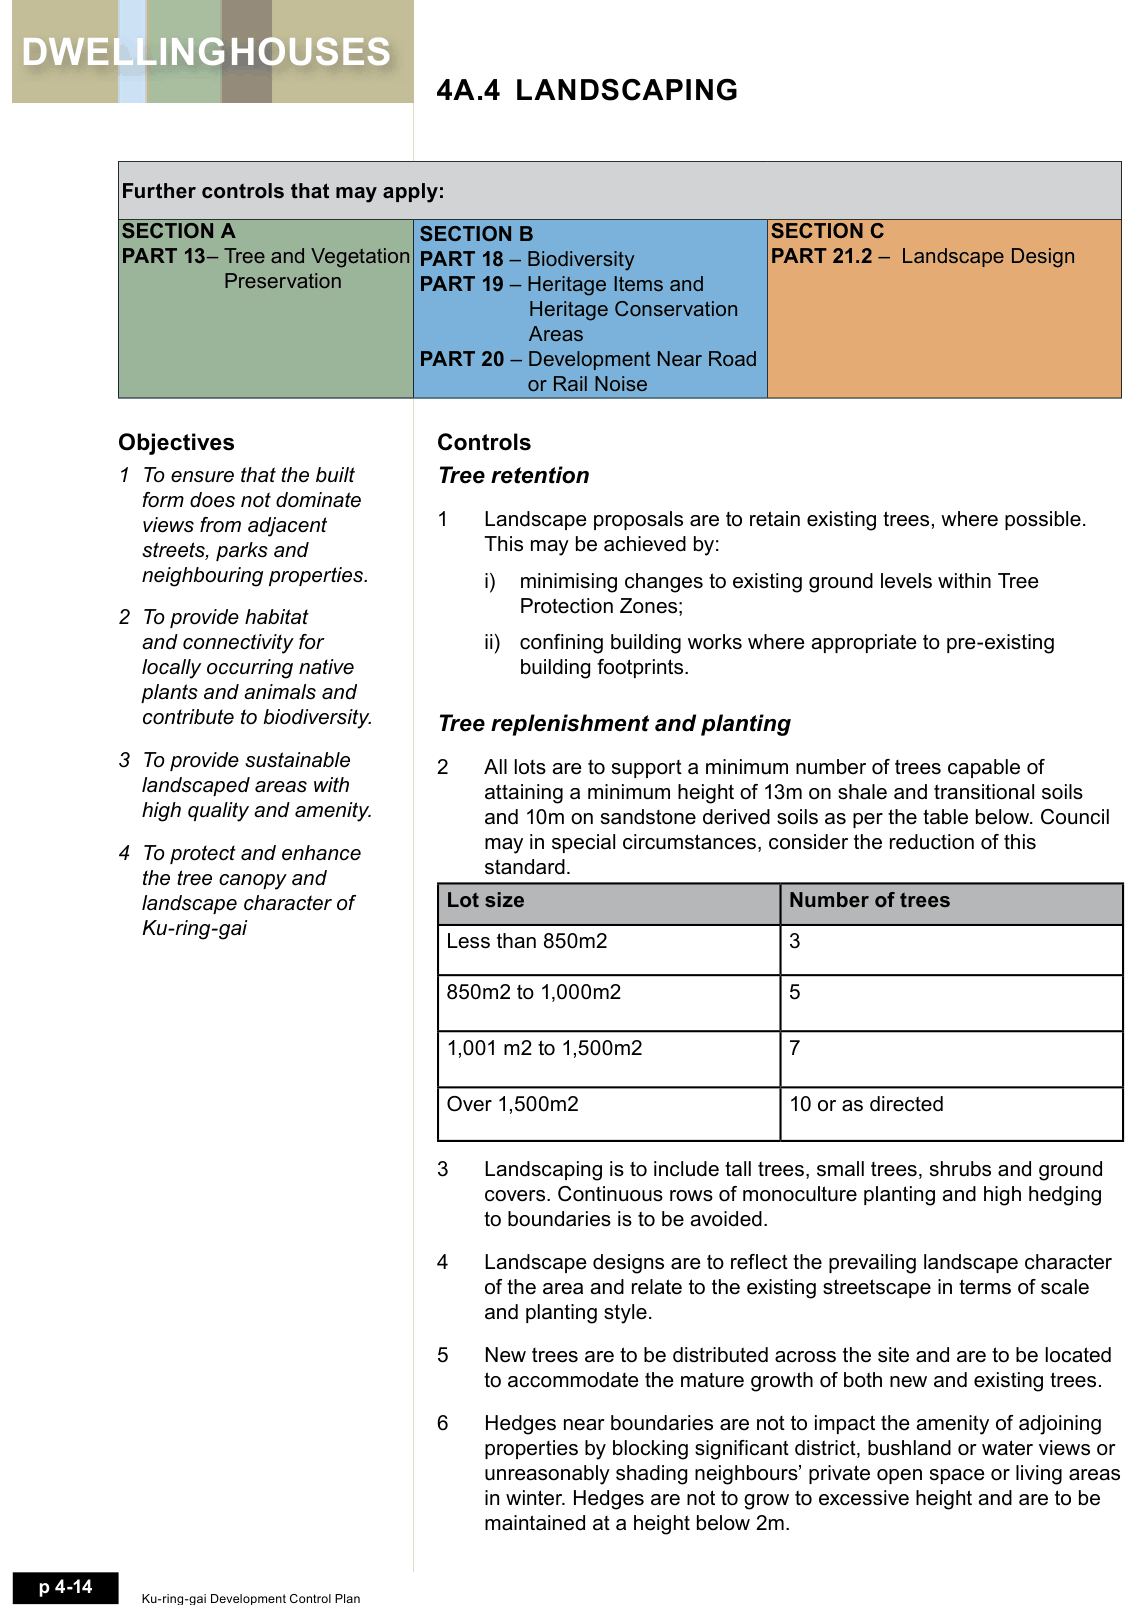 DWELLING HOUSES
4A.4 LANDSCAPING
Further controls that may apply:
SECTION A
PART 13– Tree and Vegetation
Preservation
SECTION B
PART 18 – Biodiversity
PART 19 – Heritage Items and
Heritage Conservation
Areas
PART 20 – Development Near Road
or Rail Noise
SECTION C
PART 21.2 – Landscape Design
Objectives
1 To ensure that the built
form does not dominate
views from adjacent
streets, parks and
neighbouring properties.
2 To provide habitat
and connectivity for
locally occurring native
plants and animals and
contribute to biodiversity.
3 To provide sustainable
landscaped areas with
high quality and amenity.
4 To protect and enhance
the tree canopy and
landscape character of
Ku-ring-gai
Controls
Tree retention
1 Landscape proposals are to retain existing trees, where possible.
This may be achieved by:
i) minimising changes to existing ground levels within Tree
Protection Zones;
ii) confining building works where appropriate to pre-existing
building footprints.
Tree replenishment and planting
2 All lots are to support a minimum number of trees capable of
attaining a minimum height of 13m on shale and transitional soils
and 10m on sandstone derived soils as per the table below. Council
may in special circumstances, consider the reduction of this
standard.
Lot size Number of trees
Less than 850m2 3
850m2 to 1,000m2 5
1,001 m2 to 1,500m2 7
Over 1,500m2 10 or as directed
3 Landscaping is to include tall trees, small trees, shrubs and ground
covers. Continuous rows of monoculture planting and high hedging
to boundaries is to be avoided.
4 Landscape designs are to reflect the prevailing landscape character
of the area and relate to the existing streetscape in terms of scale
and planting style.
5 New trees are to be distributed across the site and are to be located
to accommodate the mature growth of both new and existing trees.
6 Hedges near boundaries are not to impact the amenity of adjoining
properties by blocking significant district, bushland or water views or
unreasonably shading neighbours’ private open space or living areas
in winter. Hedges are not to grow to excessive height and are to be
maintained at a height below 2m.
p 4-14
Ku-ring-gai Development Control Plan